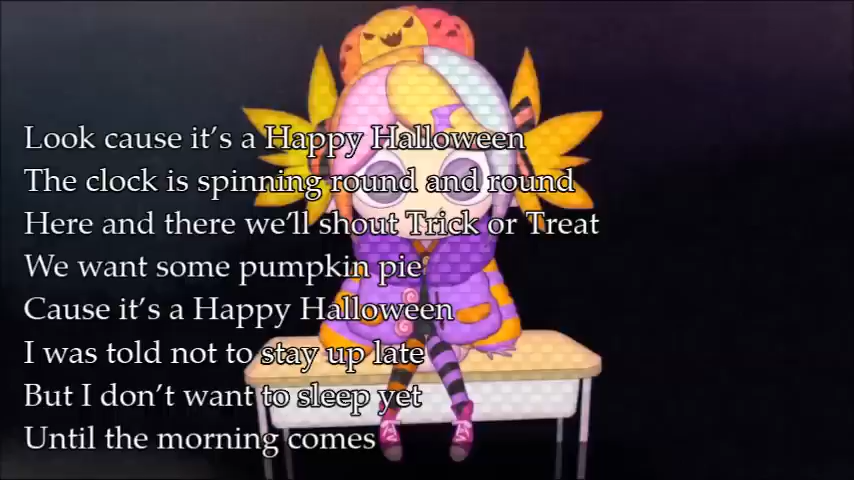 Look cause it's a Happy Halloween
The clock is spinning round and round
Here and there we'll shout Trick or Treat
We want some pumpkin pie
Cause it's a Happy Halloween
I was told not to stay up late
But I don't want to sleep yet
Until the morning comes